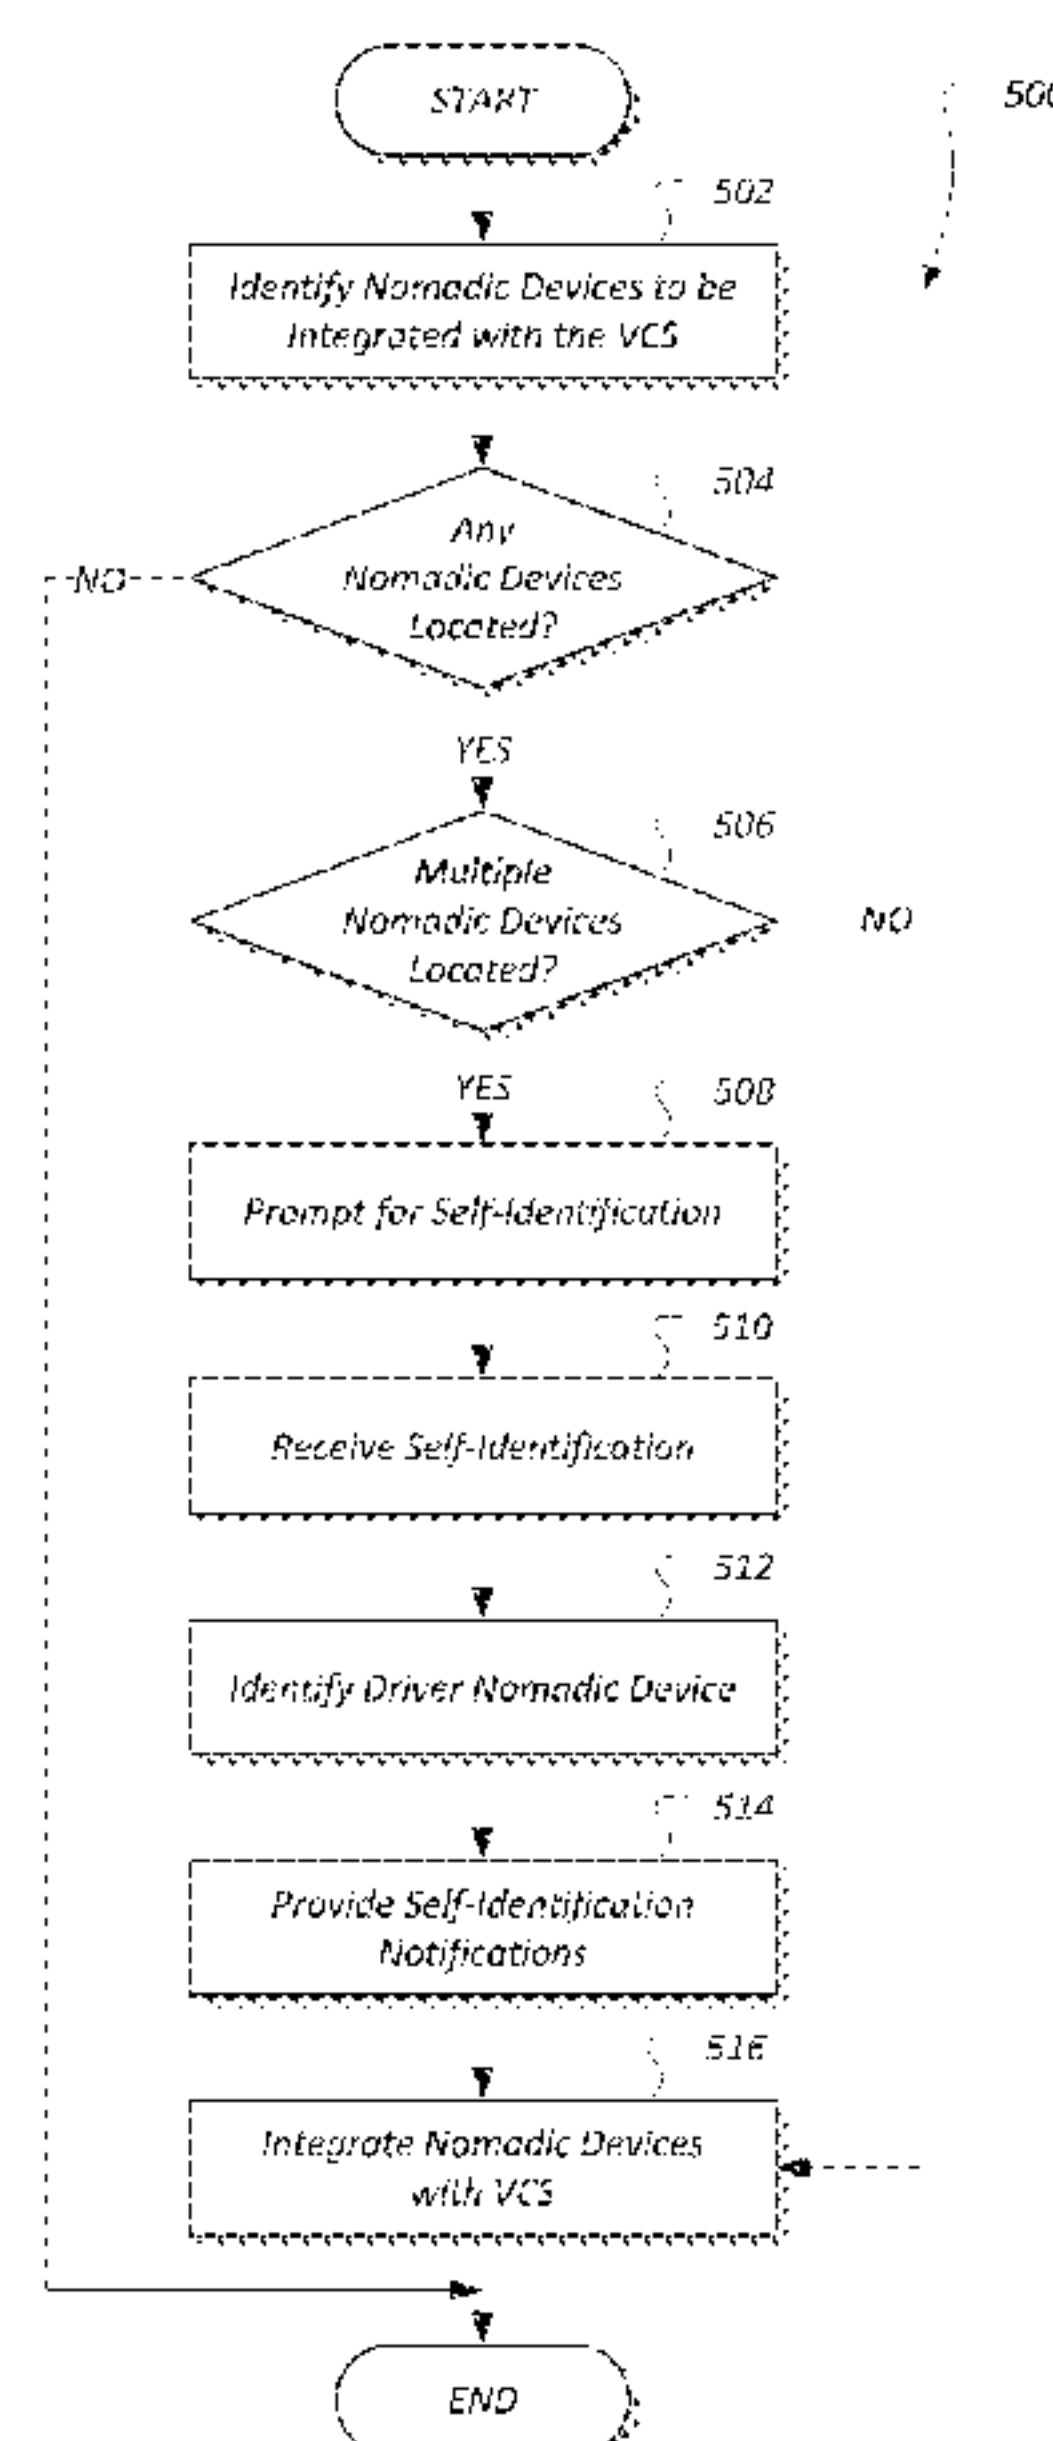 START
502
Identify Nomadic Devices to be
Integrated with the VCS
504
Any
Nomadic Devices
Located?
NO
YES
506
Multiple
Nomadic Devices
Located?
NO
YES
508
Prompt for Self-Identification
510
Receive Self-Identification
512
Identify Driver Nomadic Device
514
Provide Self-Identification
Notifications
516
Integrate Nomadic Devices
with VCS
END